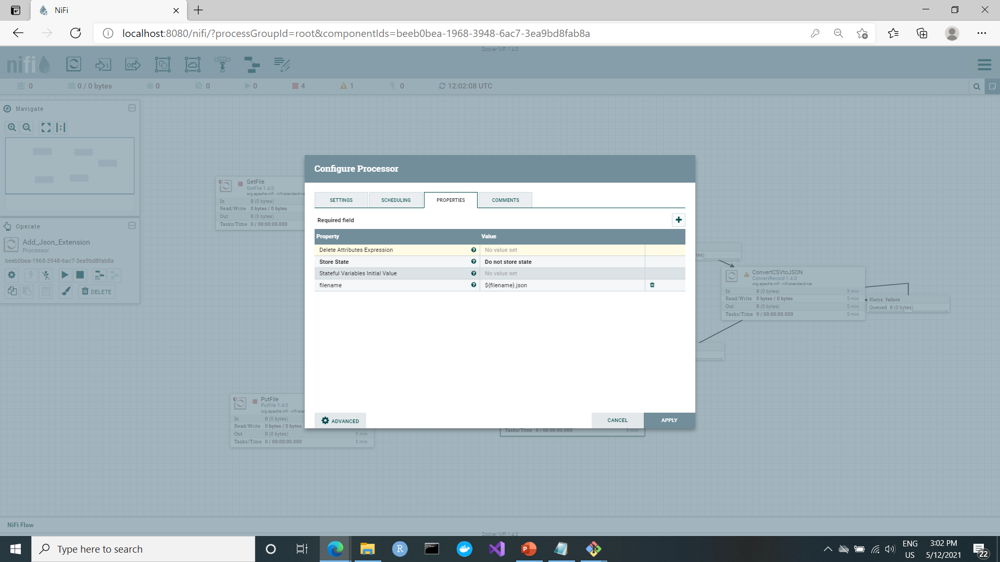 NiFi
localhost:8080/nifi/?processGroupId=root&componentIds=beeb0bea-1968-3948-6ac7-3ea9bd8fab8a
Docker NiFi 1.4.0
nifi
0
0 / 0 bytes
0
0
0
4
1
0
12:02:08 UTC
Navigate
Operate
Add_Json_Extension
Processor
beeb0bea-1968-3948-6ac7-3ea9bd8fab8a
DELETE
GetFile
GetFile 1.4.0
org.apache.nifi - nifi-standard-na
In 0 (0 bytes)
Read/Write 0 bytes / 0 bytes
Out 0 (0 bytes)
Tasks/Time 0 / 00:00:00.000
Configure Processor
SETTINGS
SCHEDULING
PROPERTIES
COMMENTS
Required field
Property Value
Delete Attributes Expression No value set
Store State Do not store state
Stateful Variables Initial Value No value set
filename ${filename}.json
ADVANCED
CANCEL
APPLY
tes)
ConvertCSVtoJSON
ConvertRecord 1.4.0
org.apache.nifi - nifi-standard-nar
In 0 (0 bytes) 5 min
Read/Write 0 bytes / 0 bytes 5 min
Out 0 (0 bytes) 5 min
Tasks/Time 0 / 00:00:00.000 5 min
Name failure
Queued 0 (0 bytes)
PutFile
PutFile 1.4.0
org.apache.nifi - nifi-star
In 0 (0 bytes)
Read/Write 0 bytes / 0 bytes
Out 0 (0 bytes) 5 min
Tasks/Time 0 / 00:00:00.000 5 min
Tasks/Time 0 / 00:00:00.000 5 min
NiFi Flow
Docker NiFi 1.4.0
Type here to search
ENG
US
3:02 PM
5/12/2021
22